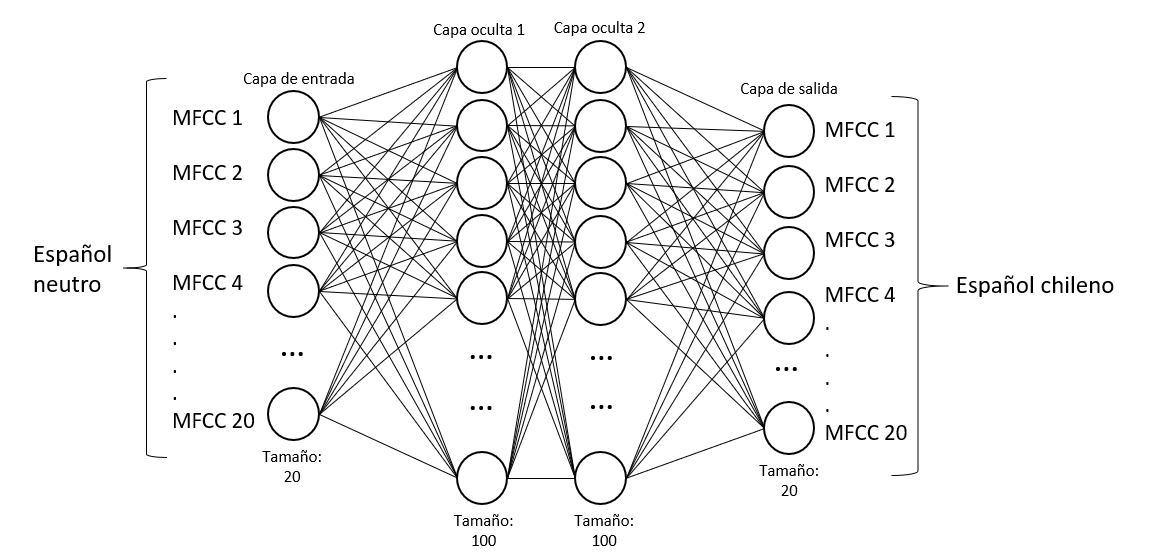 Capa oculta 1
Capa oculta 2
Capa de entrada
Capa de salida
Español
neutro
MFCC 1
MFCC 2
MFCC 3
MFCC 4
.
.
.
.
MFCC 20
...
Tamaño:
20
...
...
Tamaño:
100
...
...
Tamaño:
100
...
Tamaño:
20
MFCC 1
MFCC 2
MFCC 3
MFCC 4
.
.
.
.
MFCC 20
Español chileno